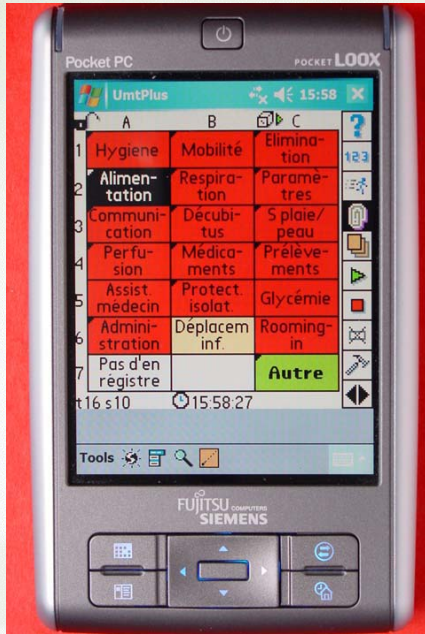 Pocket PC
POCKET LOOX
UmtPlus
15:58
A B C
1 Hygiene Mobilité Elimina-
tion
2 Alimen-
tation Respira-
tion Paramè-
tres
3 Communi-
cation Décubi-
tus S plaie/
peau
4 Perfu-
sion Médica-
ments Prélève-
ments
5 Assist.
médecin Protect.
isolat. Glycémie
6 Admini-
stration Déplacem
inf. Rooming-
in
7 Pas d'en
régistre Autre
?
123
t16 s10 15:58:27
Tools
FUJITSU COMPUTERS
SIEMENS